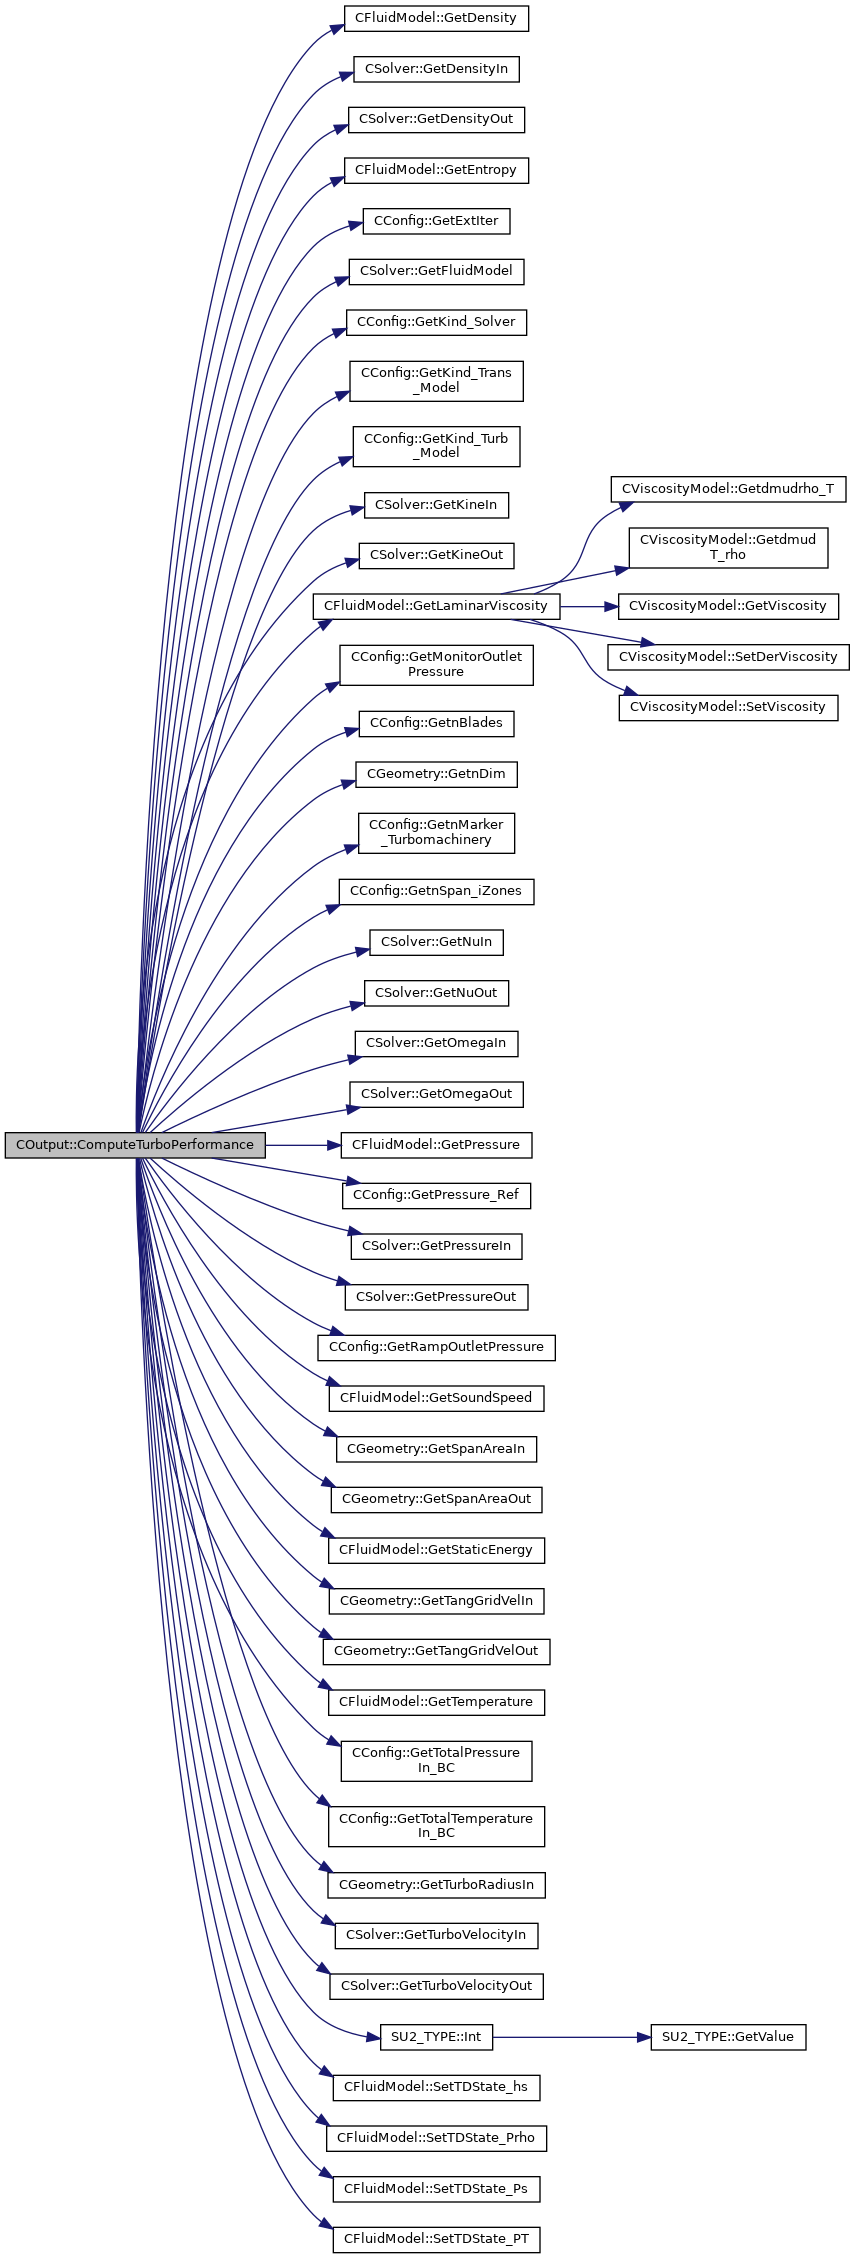 CFluidModel::GetDensity
CSolver::GetDensityIn
CSolver::GetDensityOut
CFluidModel::GetEntropy
CConfig::GetExtIter
CSolver::GetFluidModel
CConfig::GetKind_Solver
CConfig::GetKind_Trans
_Model
CConfig::GetKind_Turb
_Model
CSolver::GetKineIn
CSolver::GetKineOut
CFluidModel::GetLaminarViscosity
CViscosityModel::Getdmudrho_T
CViscosityModel::Getdmud
T_rho
CViscosityModel::GetViscosity
CViscosityModel::SetDerViscosity
CViscosityModel::SetViscosity
CConfig::GetMonitorOutlet
Pressure
CConfig::GetnBlades
CGeometry::GetnDim
CConfig::GetnMarker
_Turbomachinery
CConfig::GetnSpan_iZones
CSolver::GetNuIn
CSolver::GetNuOut
CSolver::GetOmegaIn
CSolver::GetOmegaOut
COutput::ComputeTurboPerformance
CFluidModel::GetPressure
CConfig::GetPressure_Ref
CSolver::GetPressureIn
CSolver::GetPressureOut
CConfig::GetRampOutletPressure
CFluidModel::GetSoundSpeed
CGeometry::GetSpanAreaIn
CGeometry::GetSpanAreaOut
CFluidModel::GetStaticEnergy
CGeometry::GetTangGridVelIn
CGeometry::GetTangGridVelOut
CFluidModel::GetTemperature
CConfig::GetTotalPressure
In_BC
CConfig::GetTotalTemperature
In_BC
CGeometry::GetTurboRadiusIn
CSolver::GetTurboVelocityIn
CSolver::GetTurboVelocityOut
SU2_TYPE::Int
SU2_TYPE::GetValue
CFluidModel::SetTDState_hs
CFluidModel::SetTDState_Prho
CFluidModel::SetTDState_Ps
CFluidModel::SetTDState_PT